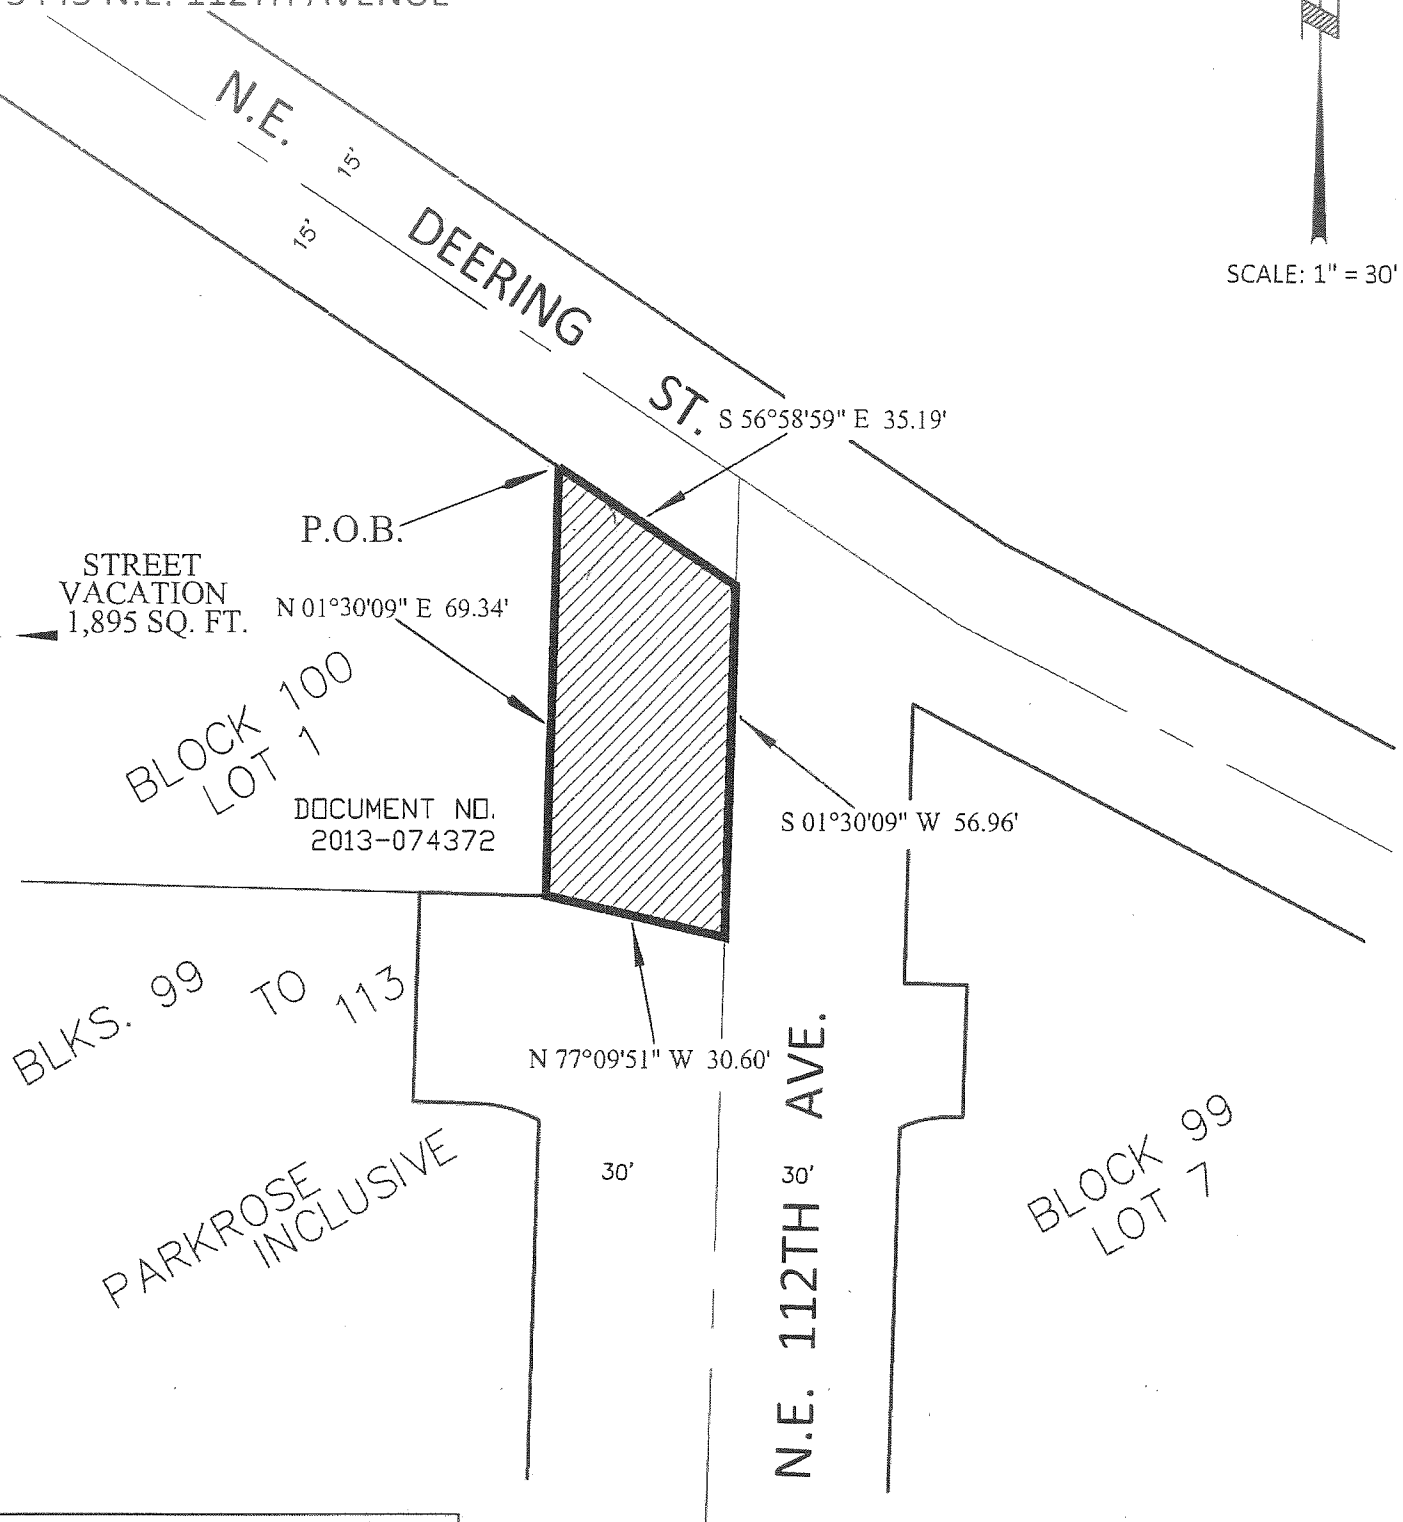 N.E. 112TH AVENUE
N.E. DEERING ST.
15'
15'
SCALE: 1" = 30'
S 56°58'59" E 35.19'
P.O.B.
STREET
VACATION
1,895 SQ. FT.
N 01°30'09" E 69.34'
BLOCK 100
LOT 1
DOCUMENT NO.
2013-074372
S 01°30'09" W 56.96'
BLKS. 99 TO 113
N 77°09'51" W 30.60'
PARKROSE
INCLUSIVE
30'
30'
N.E. 112TH AVE.
BLOCK 99
LOT 7